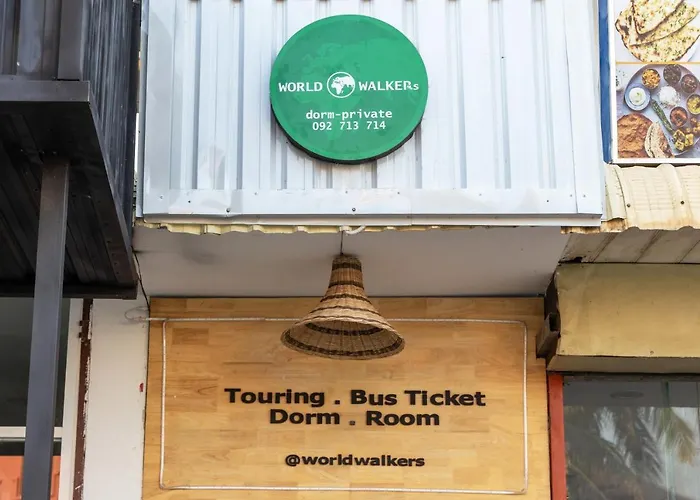 WORLD WALKERs
dorm-private
092 713 714
Touring . Bus Ticket
Dorm . Room
@worldwalkers